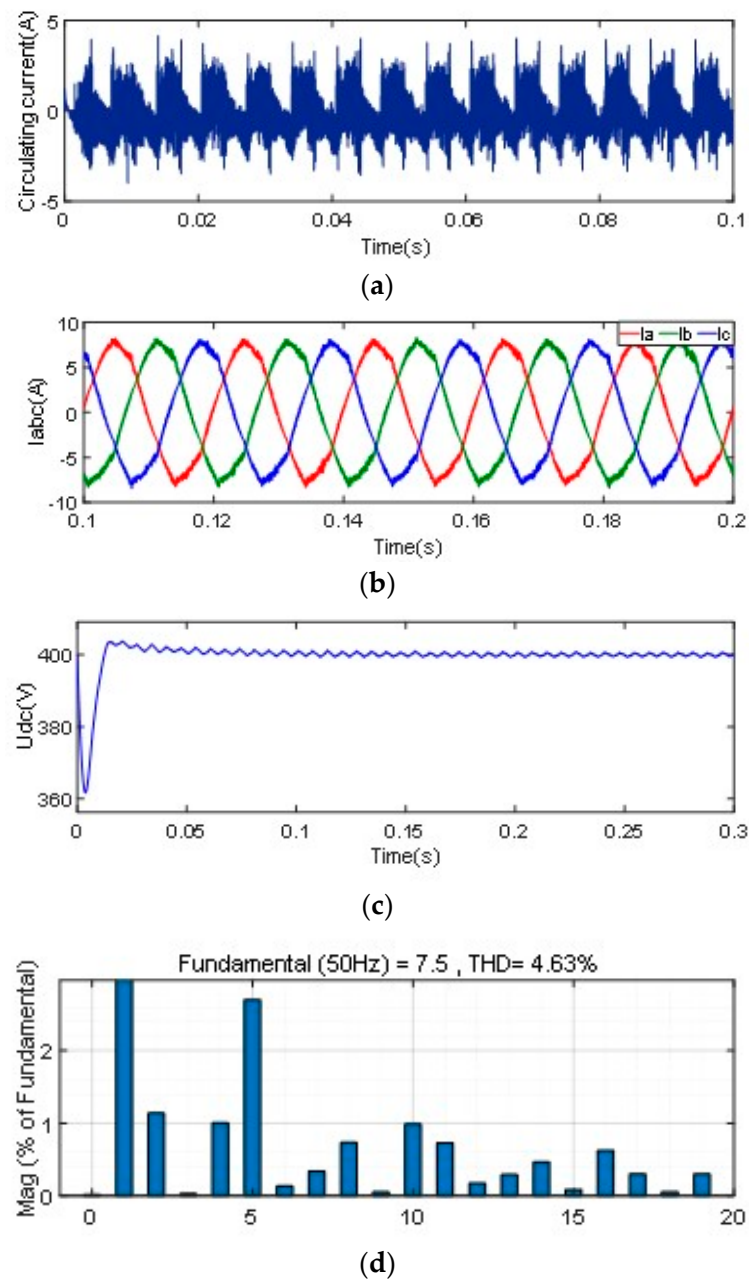 Circulating current(A)
5
0
-5
0 0.02 0.04 0.06 0.08 0.1
Time(s)
(a)
Iabc(A)
10
5
0
-5
-10
Ia Ib Ic
0.1 0.12 0.14 0.16 0.18 0.2
Time(s)
(b)
Udc(V)
400
380
360
0 0.05 0.1 0.15 0.2 0.25 0.3
Time(s)
(c)
Fundamental (50Hz) = 7.5 , THD= 4.63%
Mag (% of Fundamental)
2
1
0
0 5 10 15 20
(d)